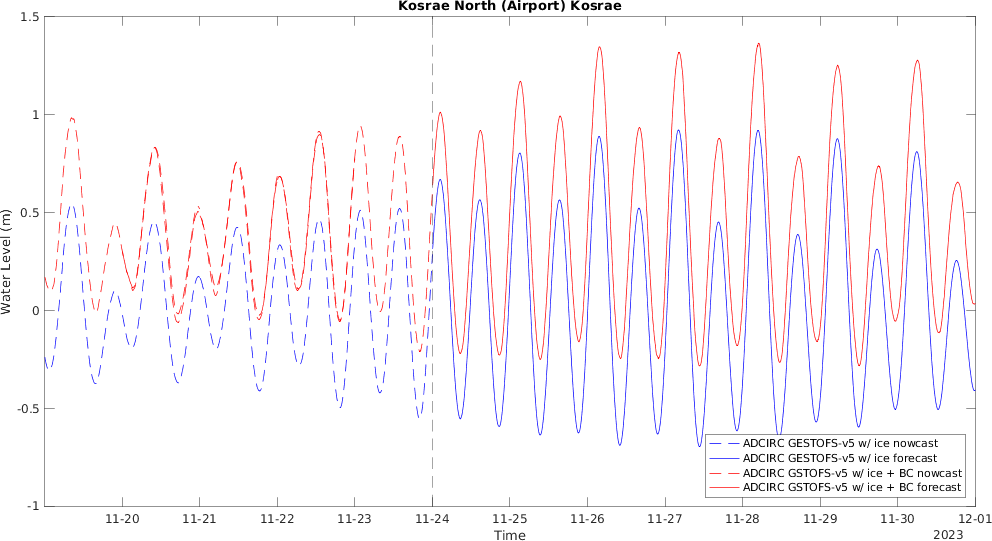 Kosrae North (Airport) Kosrae
Water Level (m)
1.5
1
0.5
0
-0.5
-1
ADCIRC GESTOFS-v5 w/ ice nowcast
ADCIRC GESTOFS-v5 w/ ice forecast
ADCIRC GSTOFS-v5 w/ ice + BC nowcast
ADCIRC GSTOFS-v5 w/ ice + BC forecast
11-20 11-21 11-22 11-23 11-24 11-25 11-26 11-27 11-28 11-29 11-30 12-01
Time
2023